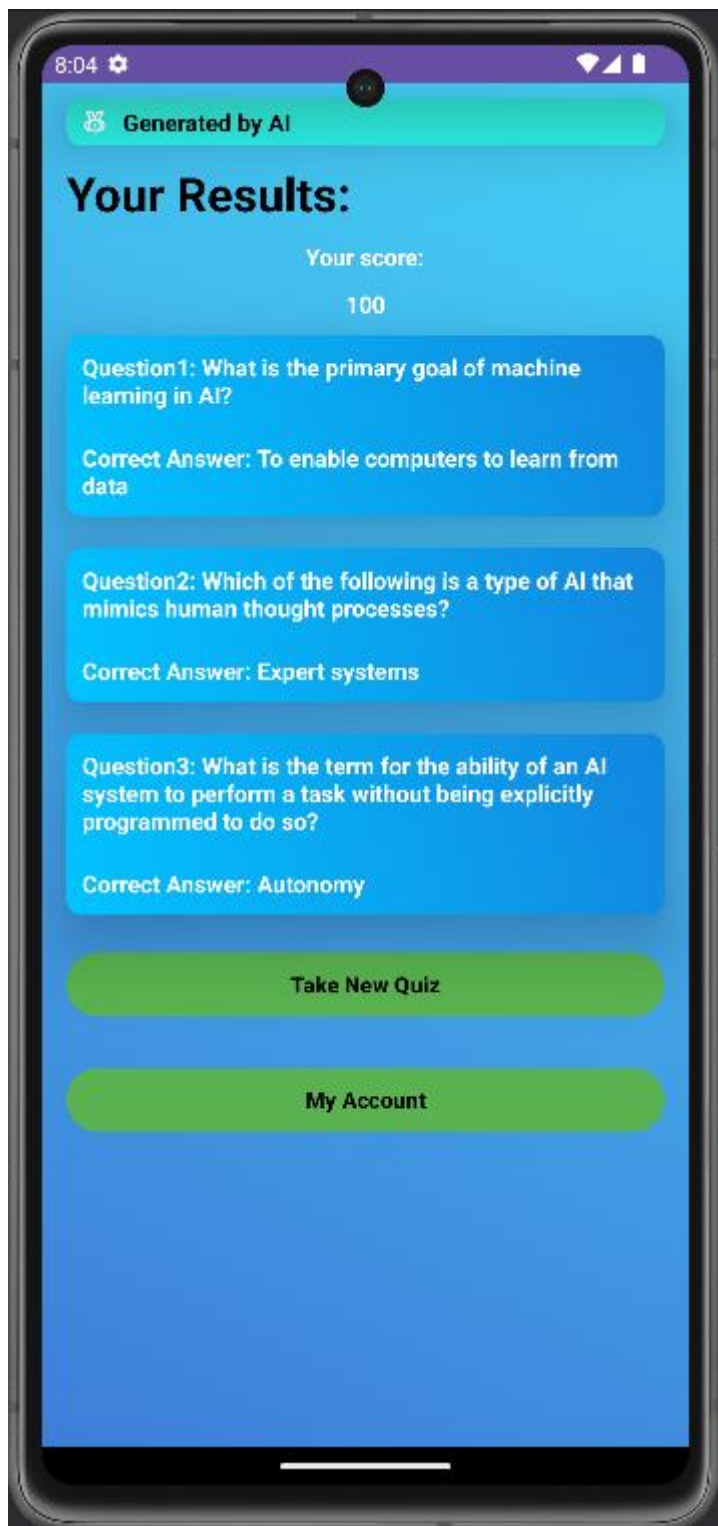 8:04
Generated by AI
Your Results:
Your score:
100
Question1: What is the primary goal of machine
learning in AI?
Correct Answer: To enable computers to learn from
data
Question2: Which of the following is a type of AI that
mimics human thought processes?
Correct Answer: Expert systems
Question3: What is the term for the ability of an AI
system to perform a task without being explicitly
programmed to do so?
Correct Answer: Autonomy
Take New Quiz
My Account